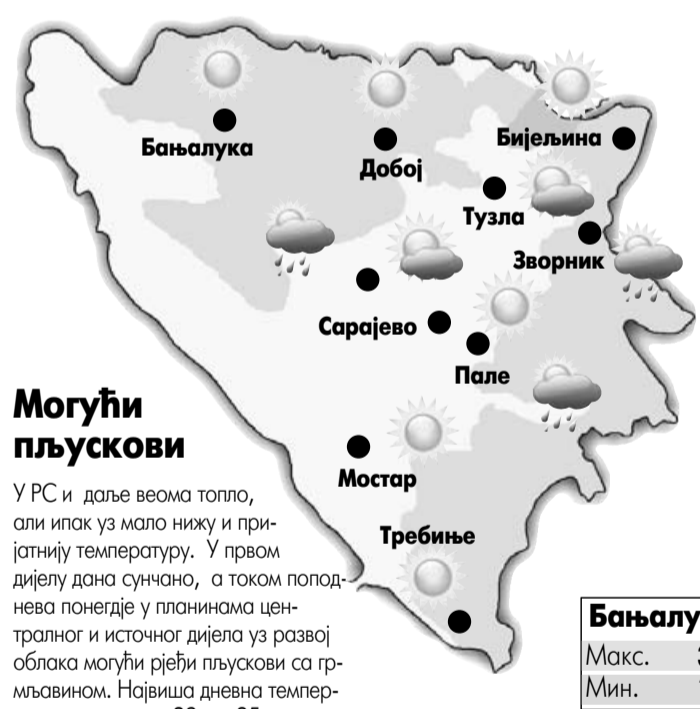 Бањалука
Добој
Бијељина
Тузла
Зворник
Сарајево
Пале
Мостар
Требиње
Могући
пљускови
У РС и даље веома топло,
али ипак уз мало нижу и при-
јатнију температуру. У првом
дијелу дана сунчано, а током попод-
нева понегдје у планинама цен-
тралног и источног дијела уз развој
облака могући рјеђи пљускови са гр-
мљавином. Највиша дневна темпер-
Бањалу
Макс.
Мин.